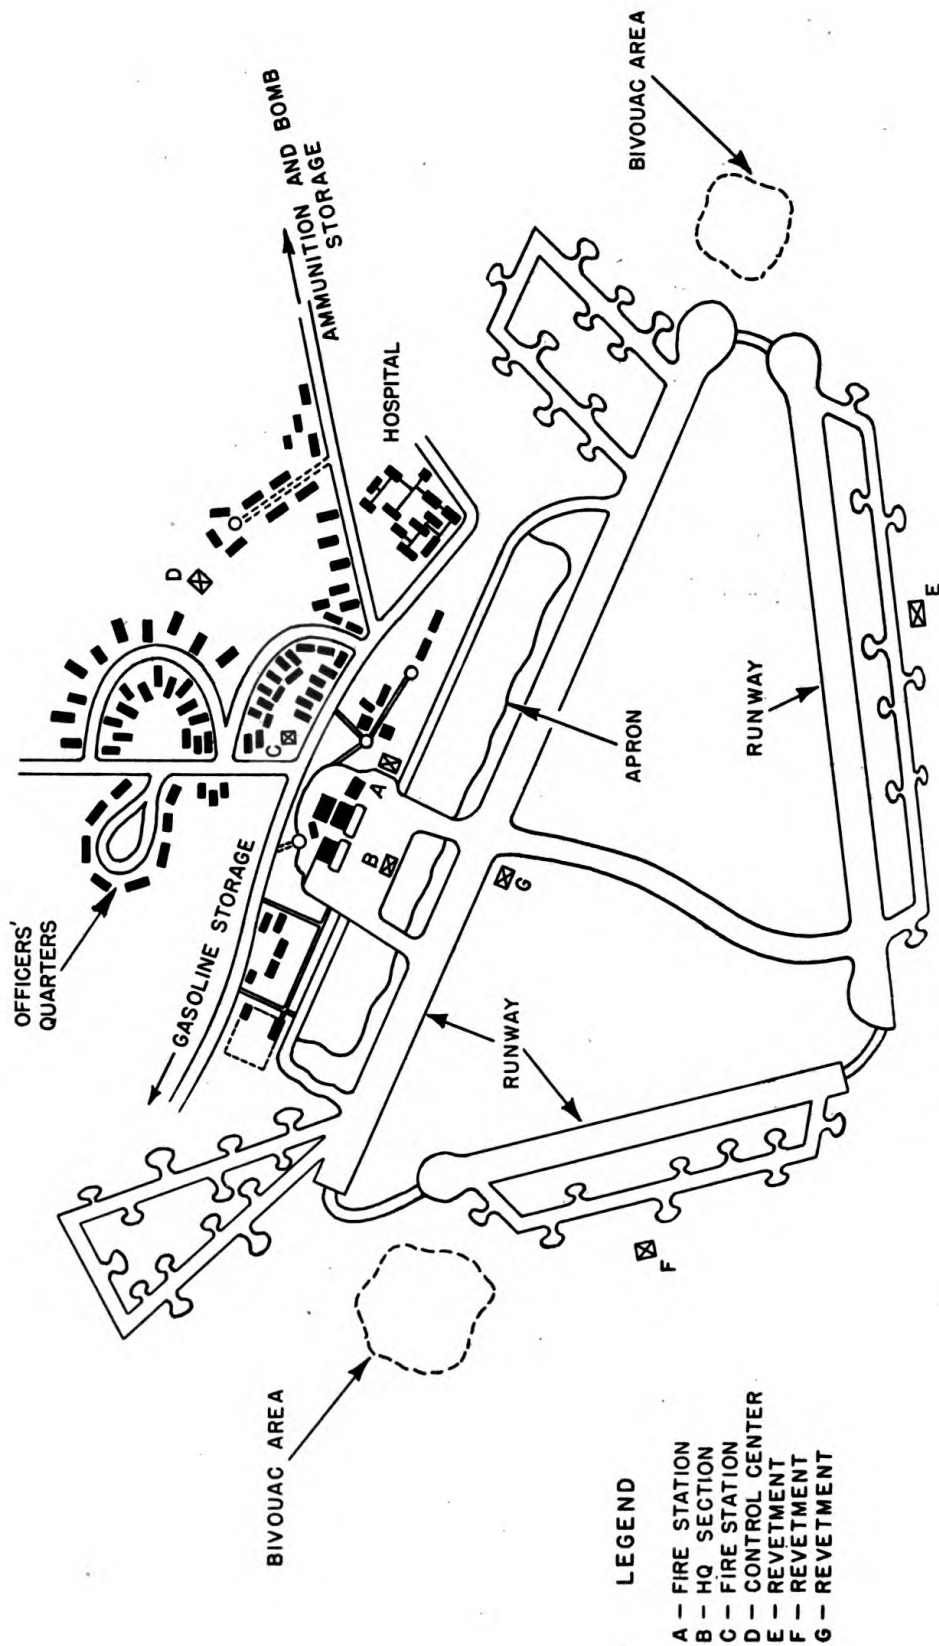 OFFICERS'
QUARTERS
GASOLINE STORAGE
AMMUNITION AND BOMB
STORAGE
HOSPITAL
D
C
A
B
G
BIVOUAC AREA
APRON
RUNWAY
RUNWAY
E
F
BIVOUAC AREA
LEGEND
A – FIRE STATION
B – HQ SECTION
C – FIRE STATION
D – CONTROL CENTER
E – REVETMENT
F – REVETMENT
G – REVETMENT